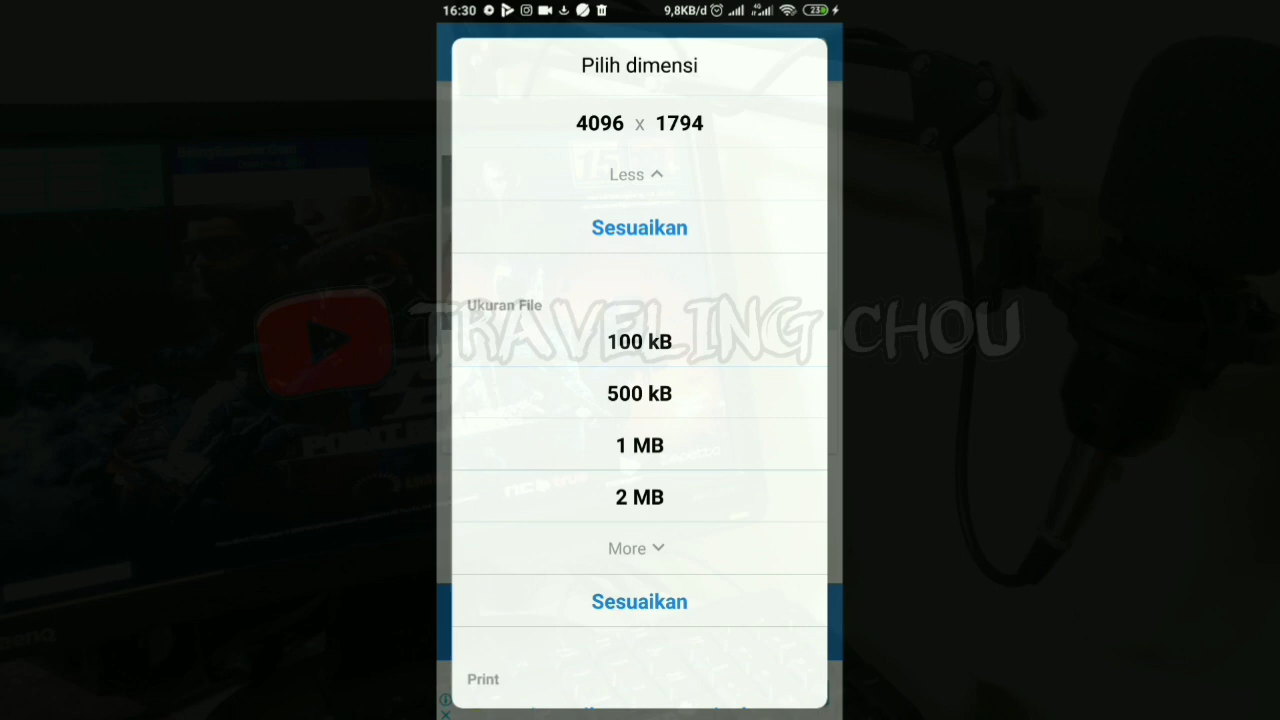 16:30 9,8KB/d 4G 23
Pilih dimensi
4096 x 1794
Less
Sesuaikan
Ukuran File
TRAVELING CHOU
100 kB
500 kB
1 MB
2 MB
More
Sesuaikan
Print